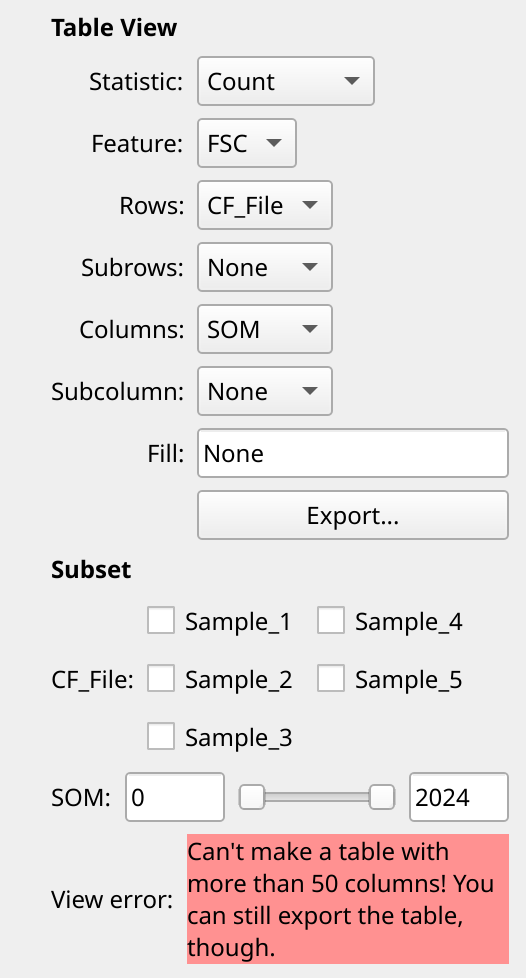 Table View
Statistic: Count
Feature: FSC
Rows: CF_File
Subrows: None
Columns: SOM
Subcolumn: None
Fill: None
Export...
Subset
Sample_1 Sample_4
CF_File: Sample_2 Sample_5
Sample_3
SOM: 0 2024
View error: Can't make a table with
more than 50 columns! You
can still export the table,
though.